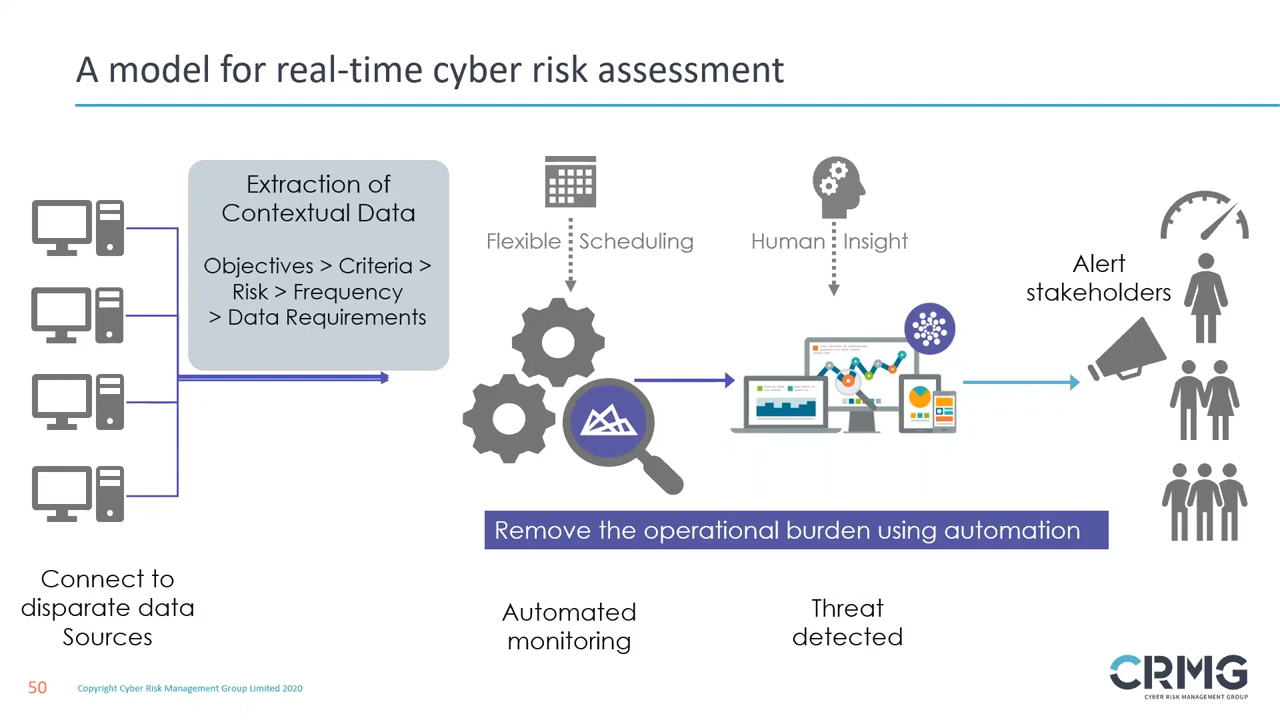 A model for real-time cyber risk assessment
Extraction of
Contextual Data
Objectives > Criteria >
Risk > Frequency
> Data Requirements
Flexible Scheduling
Human Insight
Alert
stakeholders
Remove the operational burden using automation
Connect to
disparate data
Sources
Automated
monitoring
Threat
detected
50
Copyright Cyber Risk Management Group Limited 2020
CRMG
CYBER RISK MANAGEMENT GROUP